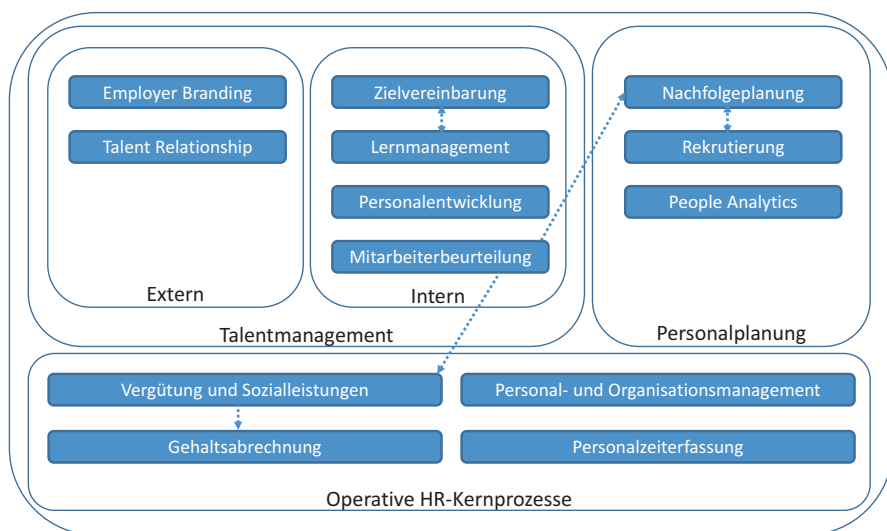 Employer Branding
Talent Relationship
Extern
Zielvereinbarung
Lernmanagement
Personalentwicklung
Mitarbeiterbeurteilung
Intern
Talentmanagement
Nachfolgeplanung
Rekrutierung
People Analytics
Personalplanung
Vergütung und Sozialleistungen
Personal- und Organisationsmanagement
Gehaltsabrechnung
Personalzeiterfassung
Operative HR-Kernprozesse